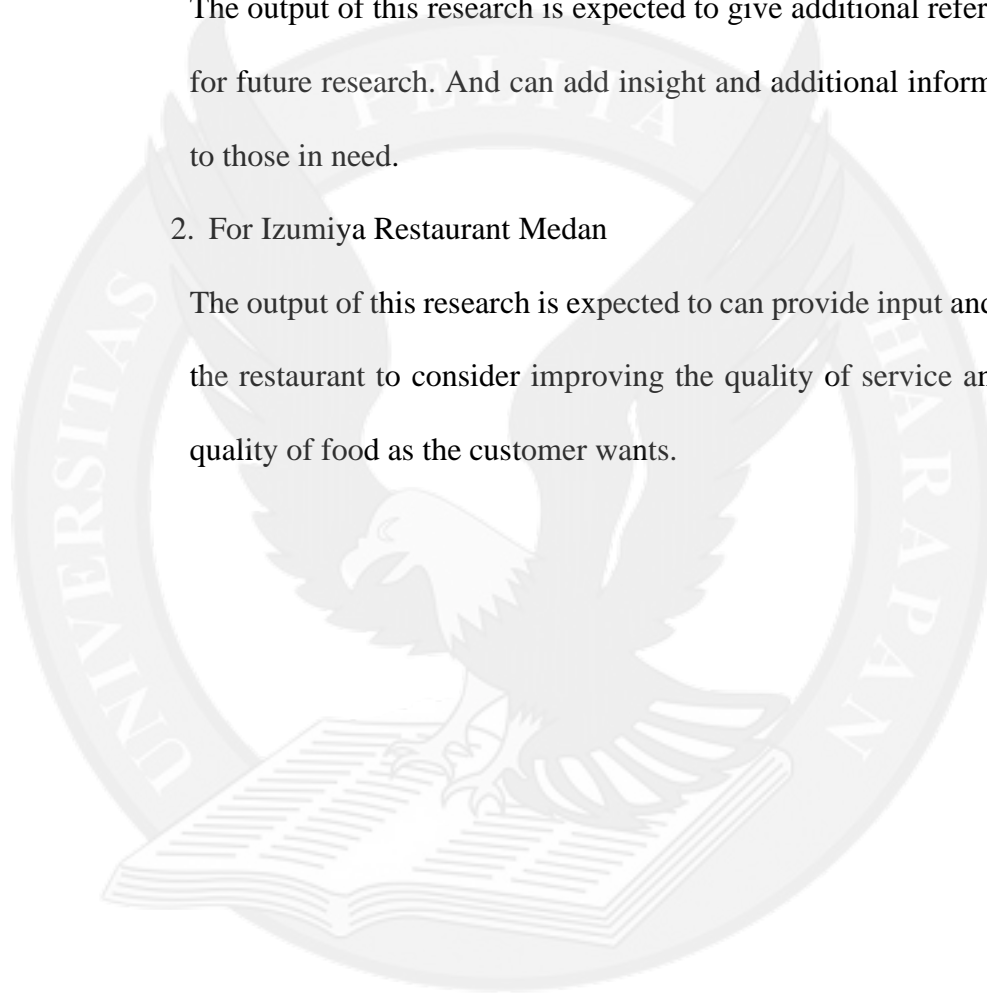 The output of this research is expected to give additional refer
for future research. And can add insight and additional inform
to those in need.
2. For Izumiya Restaurant Medan
The output of this research is expected to can provide input and
the restaurant to consider improving the quality of service an
quality of food as the customer wants.
UNIVERSITAS PELITA HARAPAN